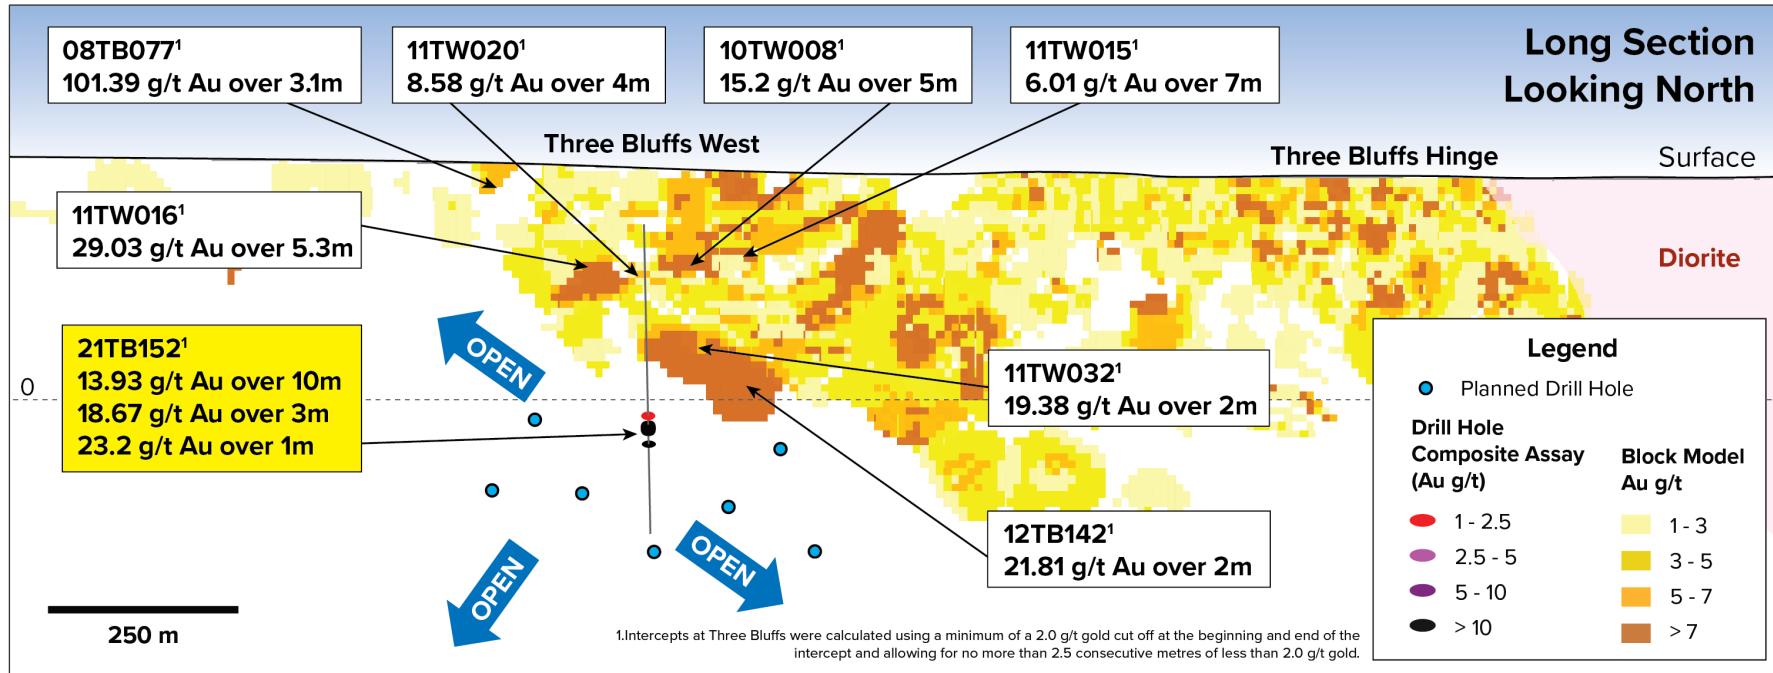 Long Section
Looking North
08TB077¹
101.39 g/t Au over 3.1m
11TW020¹
8.58 g/t Au over 4m
10TW008¹
15.2 g/t Au over 5m
11TW015¹
6.01 g/t Au over 7m
Three Bluffs West
Three Bluffs Hinge
Surface
11TW016¹
29.03 g/t Au over 5.3m
Diorite
21TB152¹
13.93 g/t Au over 10m
18.67 g/t Au over 3m
23.2 g/t Au over 1m
OPEN
0
11TW032¹
19.38 g/t Au over 2m
12TB142¹
21.81 g/t Au over 2m
OPEN
OPEN
250 m
Legend
Planned Drill Hole
Drill Hole
Composite Assay
(Au g/t)
1 - 2.5
2.5 - 5
5 - 10
> 10
Block Model
Au g/t
1 - 3
3 - 5
5 - 7
> 7
1.Intercepts at Three Bluffs were calculated using a minimum of a 2.0 g/t gold cut off at the beginning and end of the
intercept and allowing for no more than 2.5 consecutive metres of less than 2.0 g/t gold.